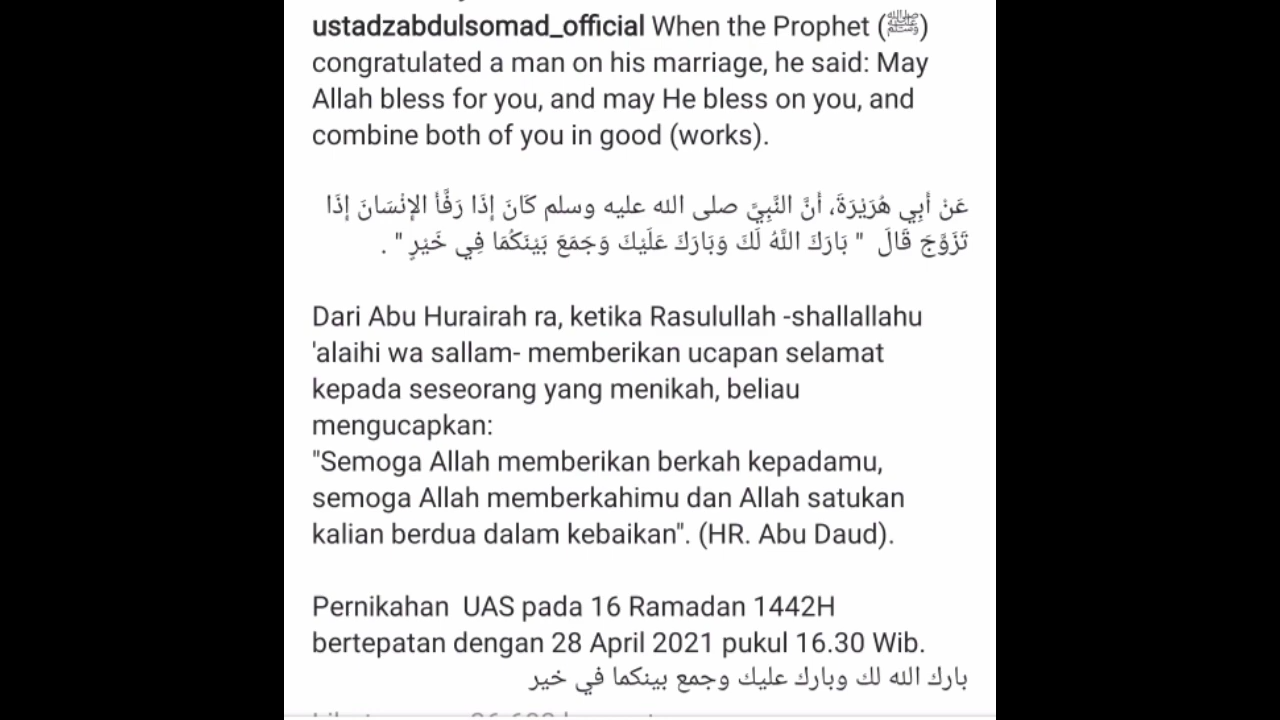 ustadzabdulsomad_official When the Prophet (ﷺ)
congratulated a man on his marriage, he said: May
Allah bless for you, and may He bless on you, and
combine both of you in good (works).
عَنْ أَبِي هُرَيْرَةَ، أَنَّ النَّبِيَّ صلى الله عليه وسلم كَانَ إِذَا رَفَّأَ الإِنْسَانَ إِذَا
تَزَوَّجَ قَالَ " بَارَكَ اللَّهُ لَكَ وَبَارَكَ عَلَيْكَ وَجَمَعَ بَيْنَكُمَا فِي خَيْرٍ " .
Dari Abu Hurairah ra, ketika Rasulullah -shallallahu
'alaihi wa sallam- memberikan ucapan selamat
kepada seseorang yang menikah, beliau
mengucapkan:
"Semoga Allah memberikan berkah kepadamu,
semoga Allah memberkahimu dan Allah satukan
kalian berdua dalam kebaikan". (HR. Abu Daud).
Pernikahan  UAS pada 16 Ramadan 1442H
bertepatan dengan 28 April 2021 pukul 16.30 Wib.
بارك الله لك وبارك عليك وجمع بينكما في خير